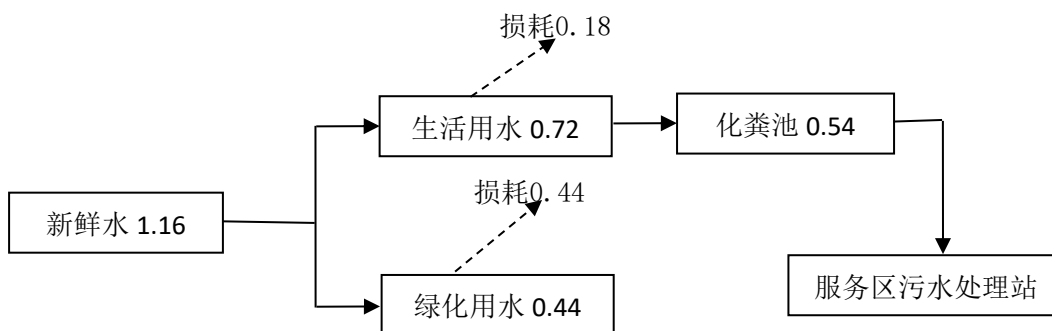 损耗0.18
生活用水 0.72
化粪池 0.54
损耗0.44
新鲜水 1.16
绿化用水 0.44
服务区污水处理站